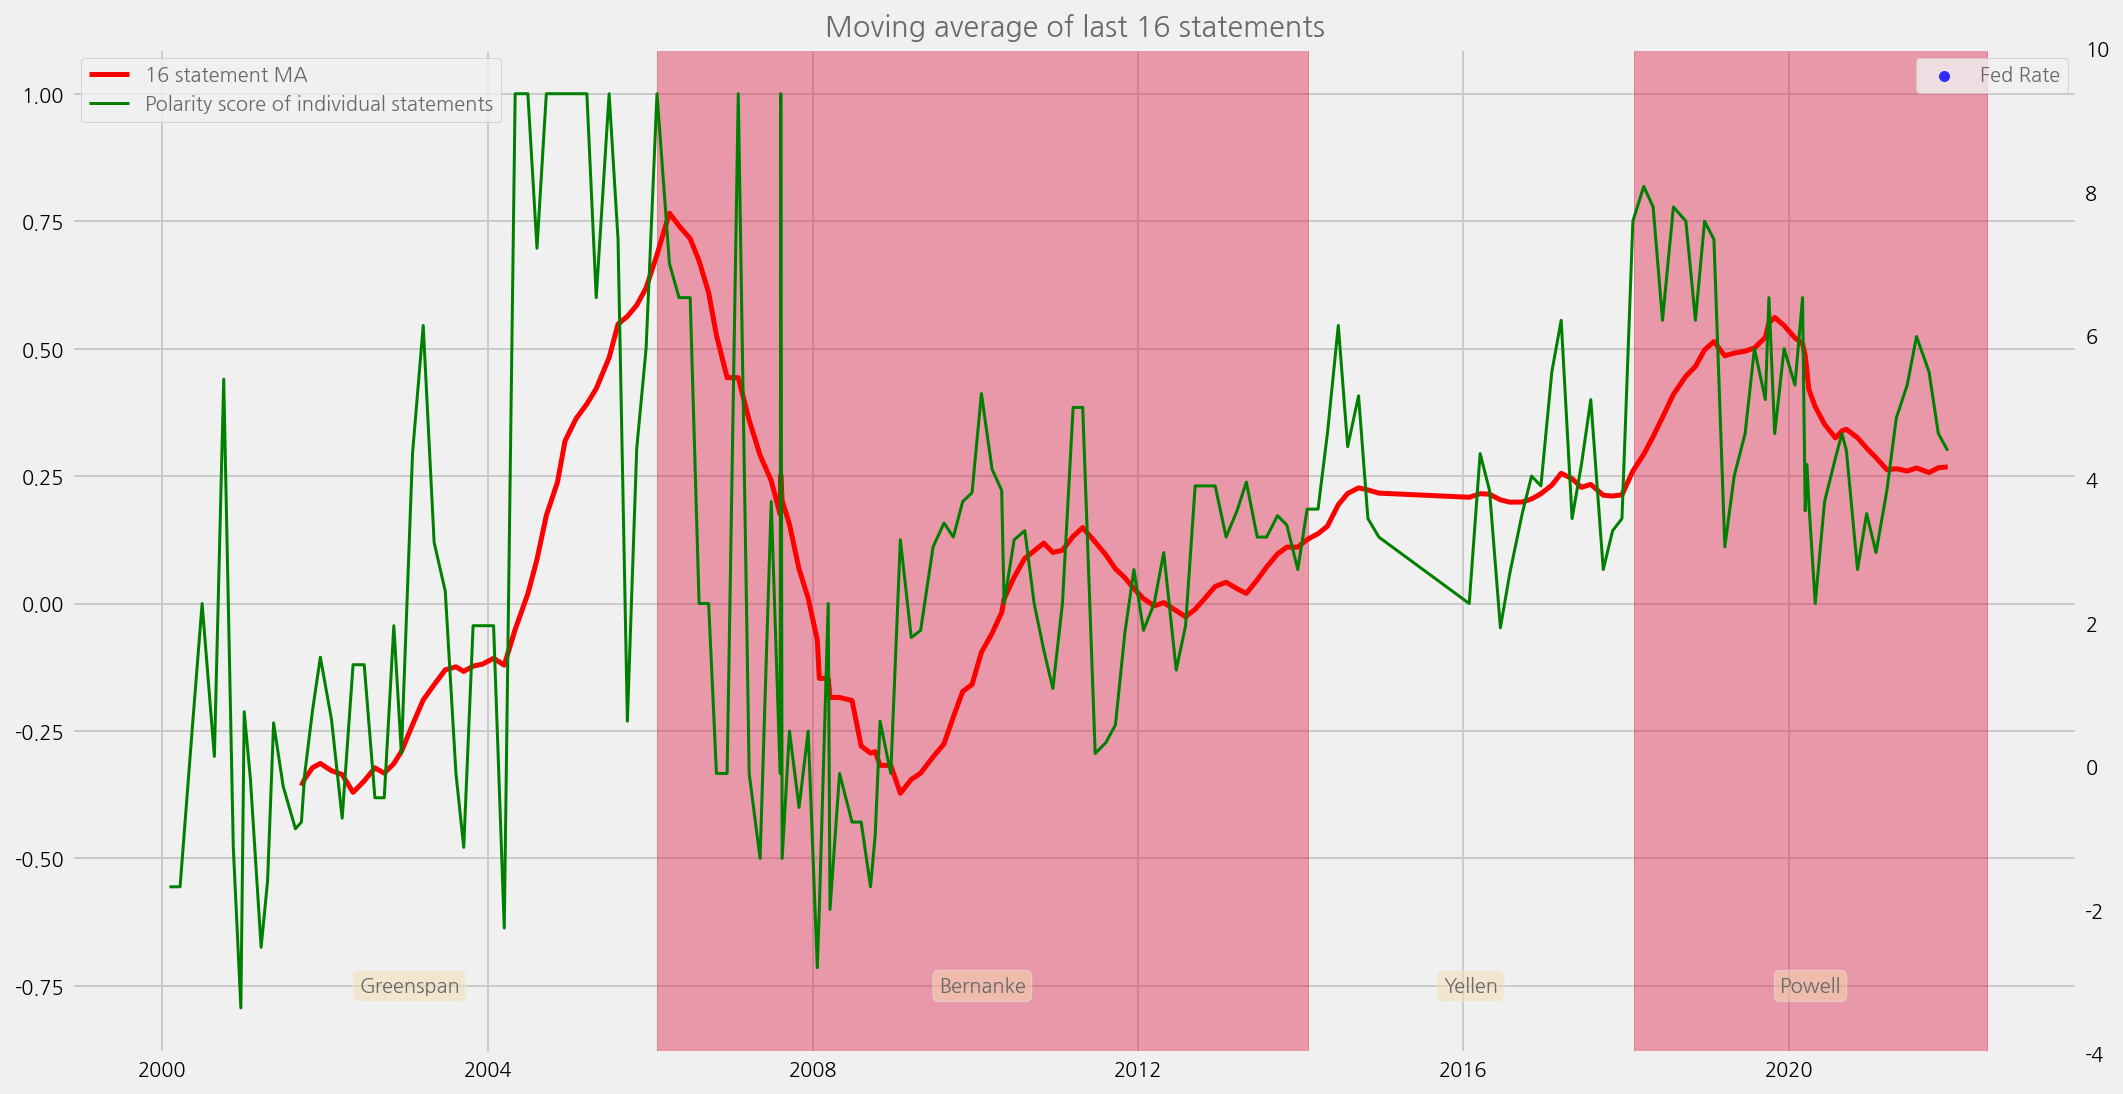 Moving average of last 16 statements
16 statement MA
Polarity score of individual statements
Fed Rate
1.00
0.75
0.50
0.25
0.00
-0.25
-0.50
-0.75
10
8
6
4
2
0
-2
-4
Greenspan
Bernanke
Yellen
Powell
2000
2004
2008
2012
2016
2020